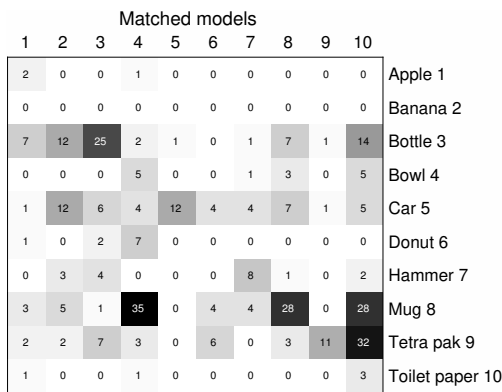 Matched models
1 2 3 4 5 6 7 8 9 10
2 0 0 1 0 0 0 0 0 0 Apple 1
0 0 0 0 0 0 0 0 0 0 Banana 2
7 12 25 2 1 0 1 7 1 14 Bottle 3
0 0 0 5 0 0 1 3 0 5 Bowl 4
1 12 6 4 12 4 4 7 1 5 Car 5
1 0 2 7 0 0 0 0 0 0 Donut 6
0 3 4 0 0 0 8 1 0 2 Hammer 7
3 5 1 35 0 4 4 28 0 28 Mug 8
2 2 7 3 0 6 0 3 11 32 Tetra pak 9
1 0 0 1 0 0 0 0 0 3 Toilet paper 10